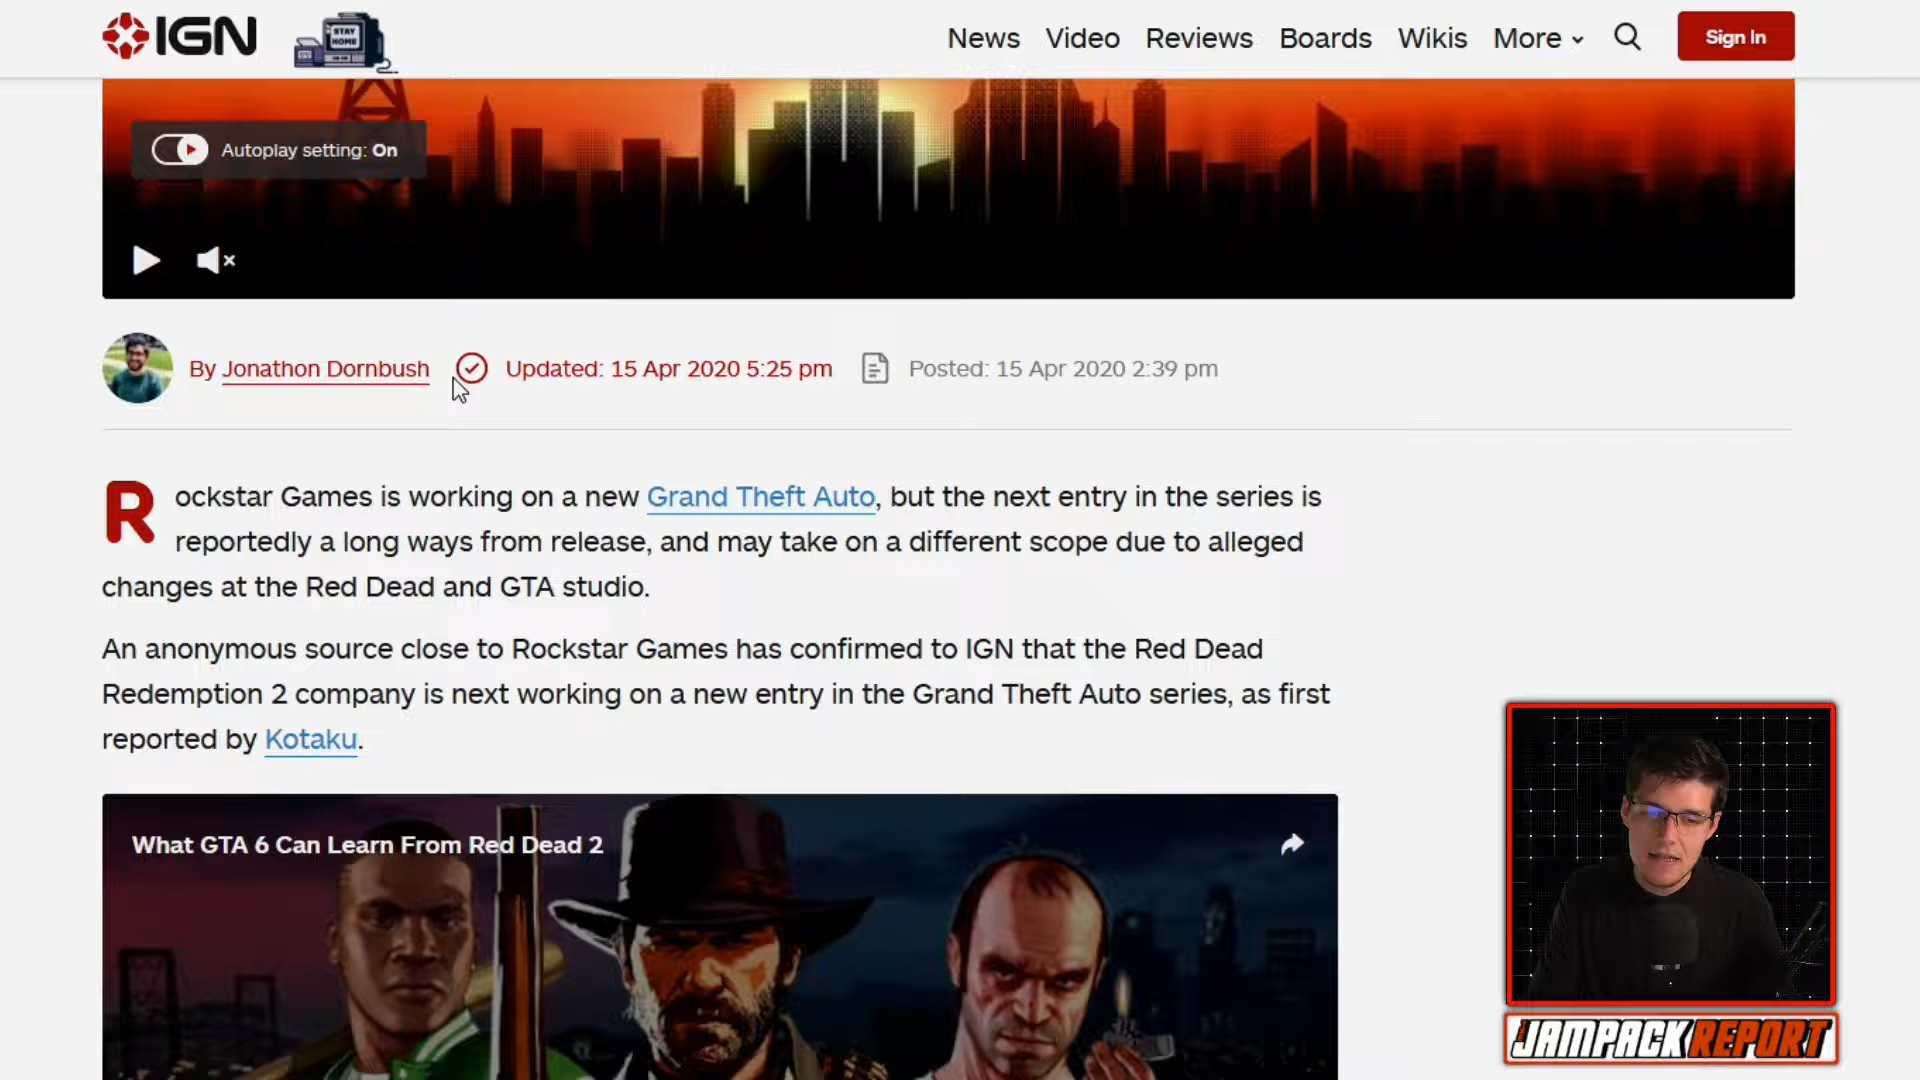 IGN
STAY
HOME
News Video Reviews Boards Wikis More
Sign In
Autoplay setting: On
By Jonathon Dornbush Updated: 15 Apr 2020 5:25 pm Posted: 15 Apr 2020 2:39 pm
Rockstar Games is working on a new Grand Theft Auto, but the next entry in the series is
reportedly a long ways from release, and may take on a different scope due to alleged
changes at the Red Dead and GTA studio.
An anonymous source close to Rockstar Games has confirmed to IGN that the Red Dead
Redemption 2 company is next working on a new entry in the Grand Theft Auto series, as first
reported by Kotaku.
What GTA 6 Can Learn From Red Dead 2
JAMPACK REPORT